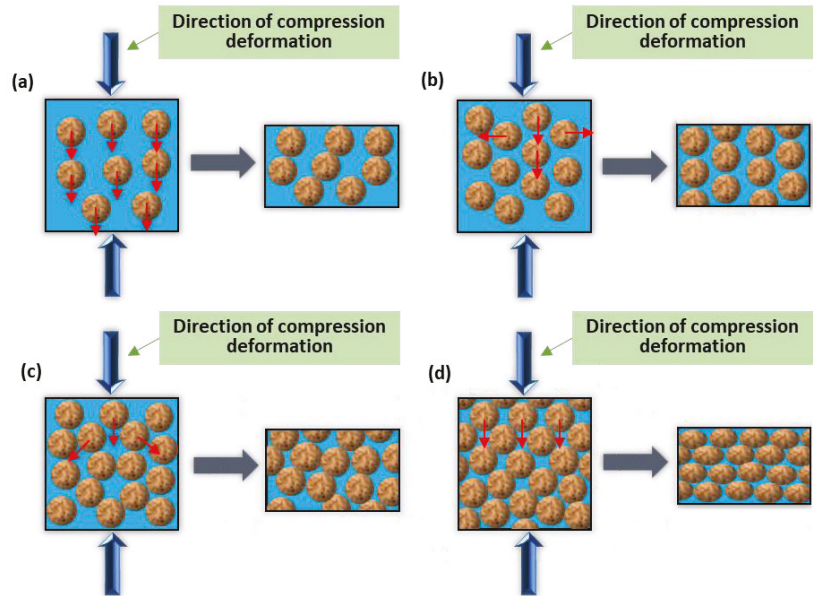 Direction of compression
deformation
(a)
Direction of compression
deformation
(b)
Direction of compression
deformation
(c)
Direction of compression
deformation
(d)